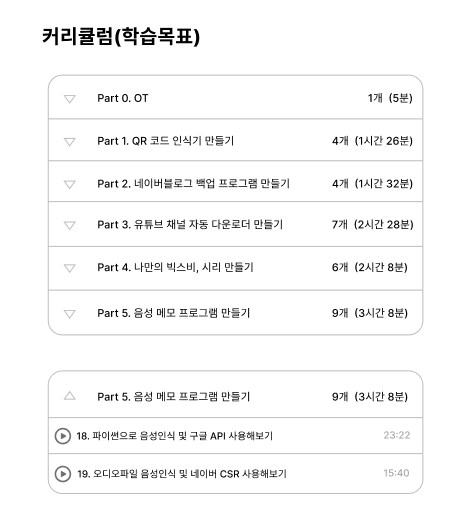 커리큘럼(학습목표)
Part 0. OT 1개 (5분)
Part 1. QR 코드 인식기 만들기 4개 (1시간 26분)
Part 2. 네이버블로그 백업 프로그램 만들기 4개 (1시간 32분)
Part 3. 유튜브 채널 자동 다운로더 만들기 7개 (2시간 28분)
Part 4. 나만의 빅스비, 시리 만들기 6개 (2시간 8분)
Part 5. 음성 메모 프로그램 만들기 9개 (3시간 8분)
Part 5. 음성 메모 프로그램 만들기 9개 (3시간 8분)
18. 파이썬으로 음성인식 및 구글 API 사용해보기 23:22
19. 오디오파일 음성인식 및 네이버 CSR 사용해보기 15:40